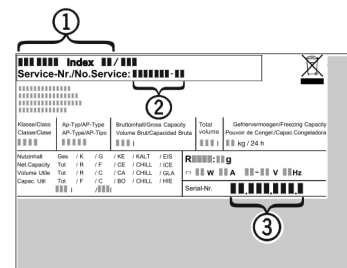 1
Index /
Service-Nr./No.Service: -
2
Klasse/Class
Classe/Clase
Ap-Typ/AP-Type
AP-Type/AP-Tipo
Bruttoinhalt/Gross Capacity
Volume Brut/Capacidad Bruta
l
Total
volume
l
Gefriervermoegen/Freezing Capacity
Pouvoir de Congel./Capac.Congeladora
kg / 24 h
Nutzinhalt Ges / K / G / KE / KALT / EIS
Net.Capacity Tot / R / F / CE / CHILL / ICE
Volume Utile Tot / R / C / CA / CHILL / GLA
Capac. Util Tot / F / C / BO / CHILL / HIE
l / l
R : g
W A - V Hz
Serial-Nr. . . .
3